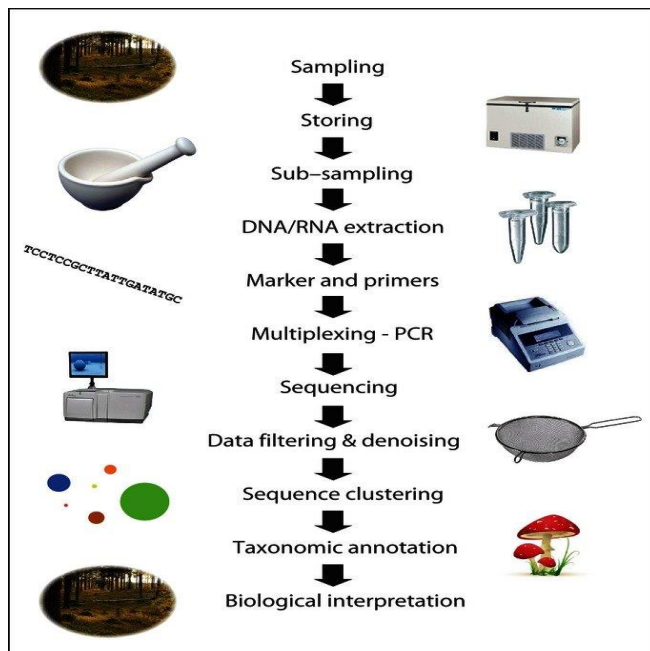 Sampling
Storing
Sub-sampling
DNA/RNA extraction
TCCTCCGCTTATTGATATGC
Marker and primers
Multiplexing - PCR
Sequencing
Data filtering & denoising
Sequence clustering
Taxonomic annotation
Biological interpretation